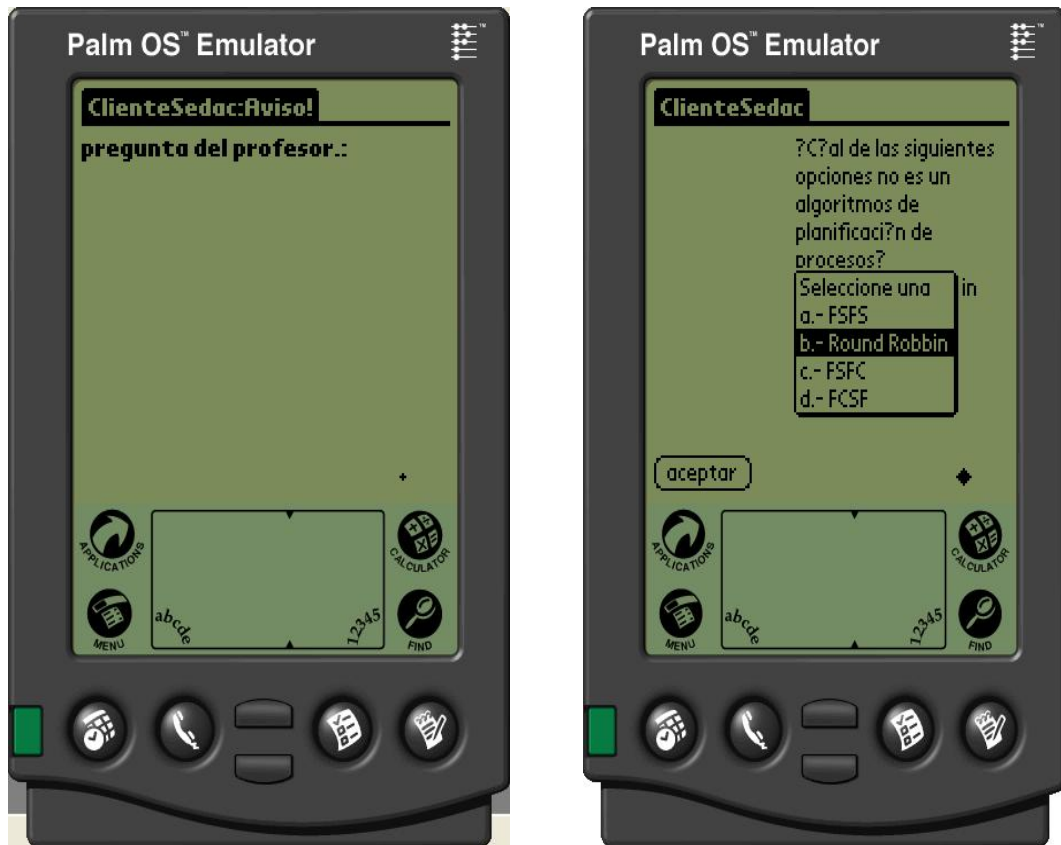 Palm OS™ Emulator
ClienteSedac:Aviso!
pregunta del profesor.:
APPLICATIONS
CALCULATOR
MENU
abcde
12345
FIND
Palm OS™ Emulator
ClienteSedac
?C?al de las siguientes
opciones no es un
algoritmos de
planificaci?n de
procesos?
Seleccione una
in
a.- FSFS
b.- Round Robbin
c.- FSFC
d.- FCSF
aceptar
APPLICATIONS
CALCULATOR
MENU
abcde
12345
FIND